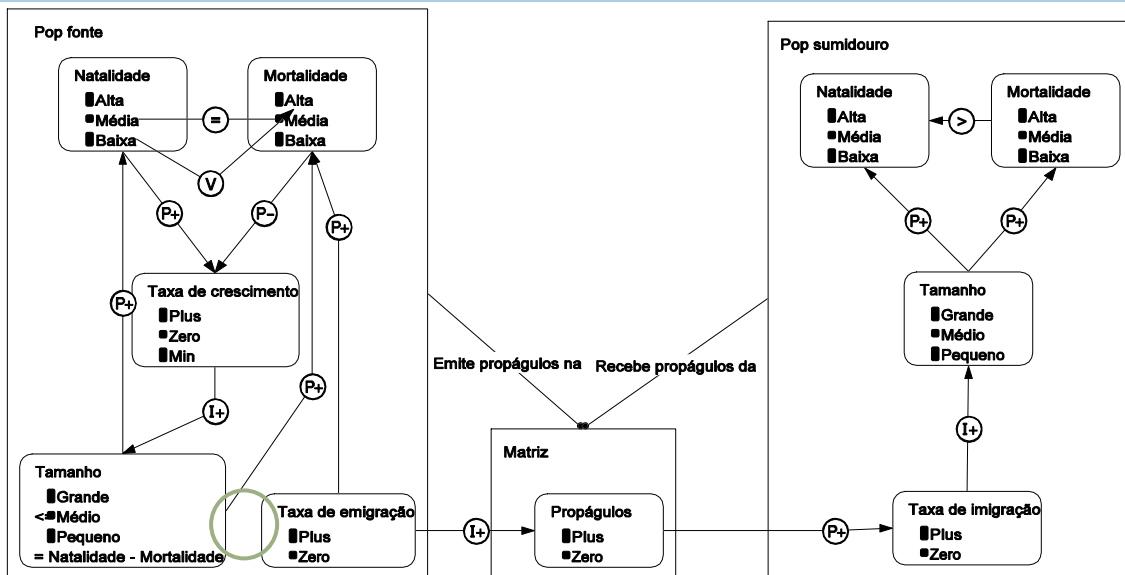 Pop fonte
Natalidade
Alta
Média
Baixa
Mortalidade
Alta
Média
Baixa
=
V
P+
P-
P+
Taxa de crescimento
Plus
Zero
Min
P+
I+
P+
Tamanho
Grande
Médio
Pequeno
= Natalidade - Mortalidade
Taxa de emigração
Plus
Zero
I+
Emite propágulos na
Recebe propágulos da
Matriz
Propágulos
Plus
Zero
P+
Pop sumidouro
Natalidade
Alta
Média
Baixa
>
Mortalidade
Alta
Média
Baixa
P+
P+
Tamanho
Grande
Médio
Pequeno
I+
Taxa de imigração
Plus
Zero